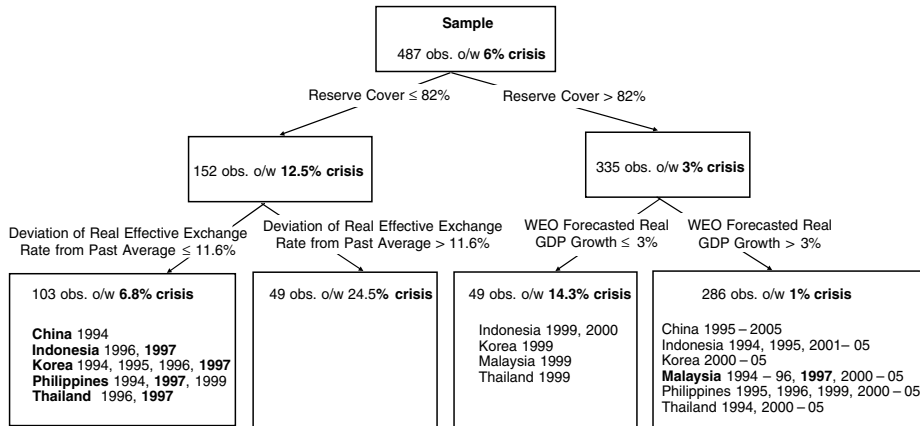 Sample
487 obs. o/w 6% crisis
Reserve Cover ≤ 82%
Reserve Cover > 82%
152 obs. o/w 12.5% crisis
335 obs. o/w 3% crisis
Deviation of Real Effective Exchange
Rate from Past Average ≤ 11.6%
Deviation of Real Effective Exchange
Rate from Past Average > 11.6%
WEO Forecasted Real
GDP Growth ≤ 3%
WEO Forecasted Real
GDP Growth > 3%
103 obs. o/w 6.8% crisis
China 1994
Indonesia 1996, 1997
Korea 1994, 1995, 1996, 1997
Philippines 1994, 1997, 1999
Thailand 1996, 1997
49 obs. o/w 24.5% crisis
49 obs. o/w 14.3% crisis
Indonesia 1999, 2000
Korea 1999
Malaysia 1999
Thailand 1999
286 obs. o/w 1% crisis
China 1995 – 2005
Indonesia 1994, 1995, 2001– 05
Korea 2000 – 05
Malaysia 1994 – 96, 1997, 2000 – 05
Philippines 1995, 1996, 1999, 2000 – 05
Thailand 1994, 2000 – 05